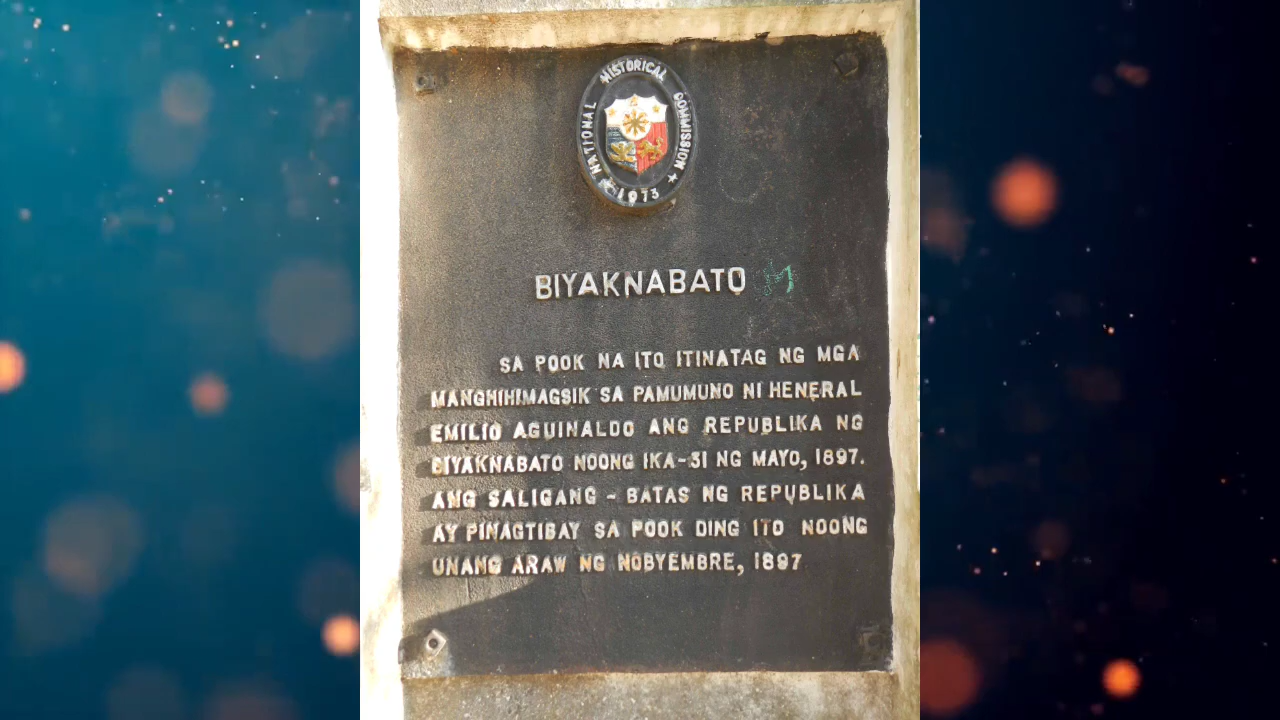 NATIONAL HISTORICAL COMMISSION
1973
BIYAKNABATO
SA POOK NA ITO ITINATAG NG MGA
MANGHIHIMAGSIK SA PAMUMUNO NI HENERAL
EMILIO AGUINALDO ANG REPUBLIKA NG
BIYAKNABATO NOONG IKA-31 NG MAYO, 1897.
ANG SALIGANG - BATAS NG REPUBLIKA
AY PINAGTIBAY SA POOK DING ITO NOONG
UNANG ARAW NG NOBYEMBRE, 1897